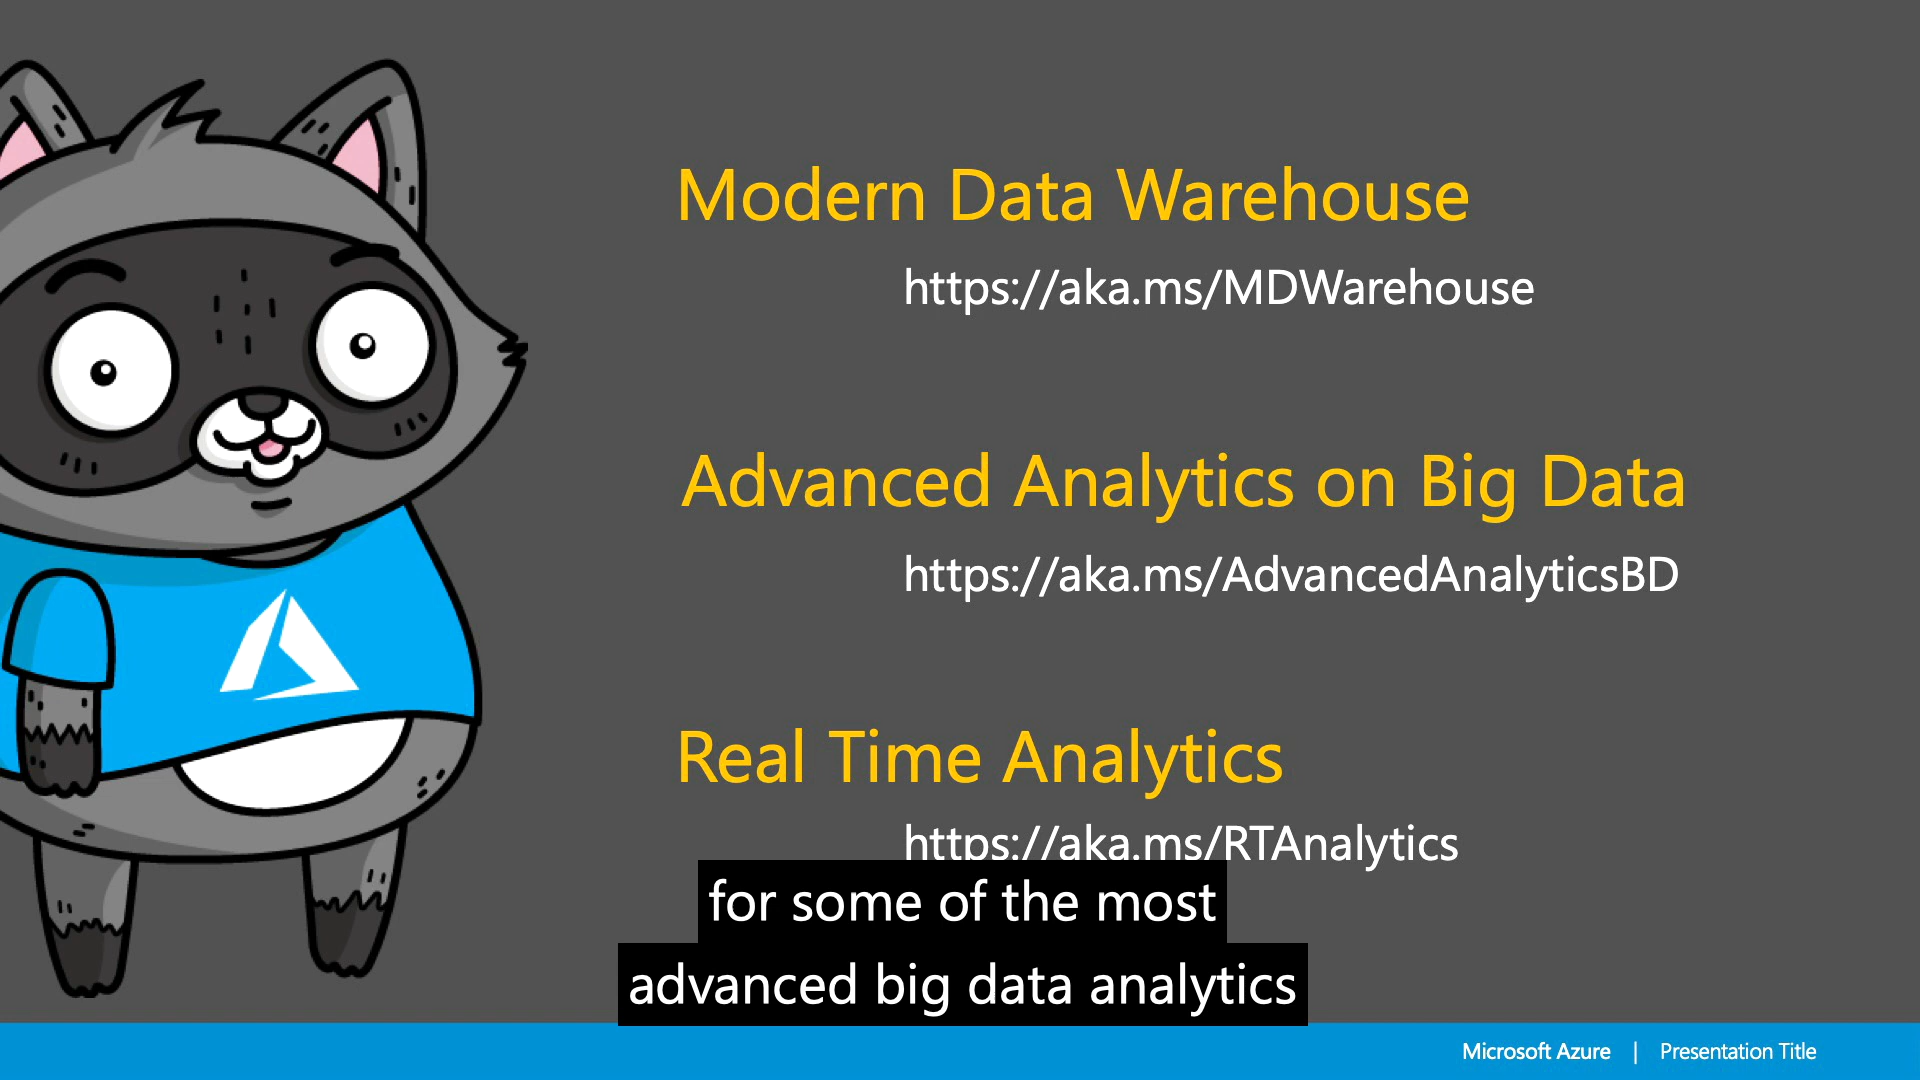 Modern Data Warehouse
https://aka.ms/MDWarehouse
Advanced Analytics on Big Data
https://aka.ms/AdvancedAnalyticsBD
Real Time Analytics
https://aka.ms/RTAnalytics
for some of the most
advanced big data analytics
Microsoft Azure | Presentation Title